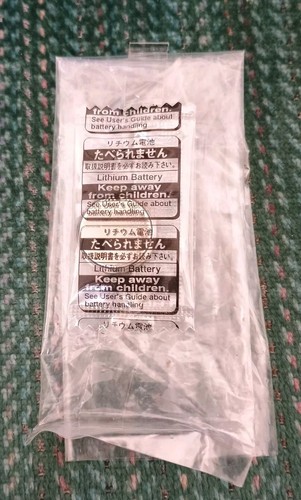 from children.
See User's Guide about
battery handling
リチウム電池
たべられません
取扱説明書を必ずお読み下さい。
Lithium Battery
Keep away
from children.
See User's Guide about
battery handling
リチウム電池
たべられません
取扱説明書を必ずお読み下さい。
Lithium Battery
Keep away
from children.
See User's Guide about
battery handling
リチウム電池